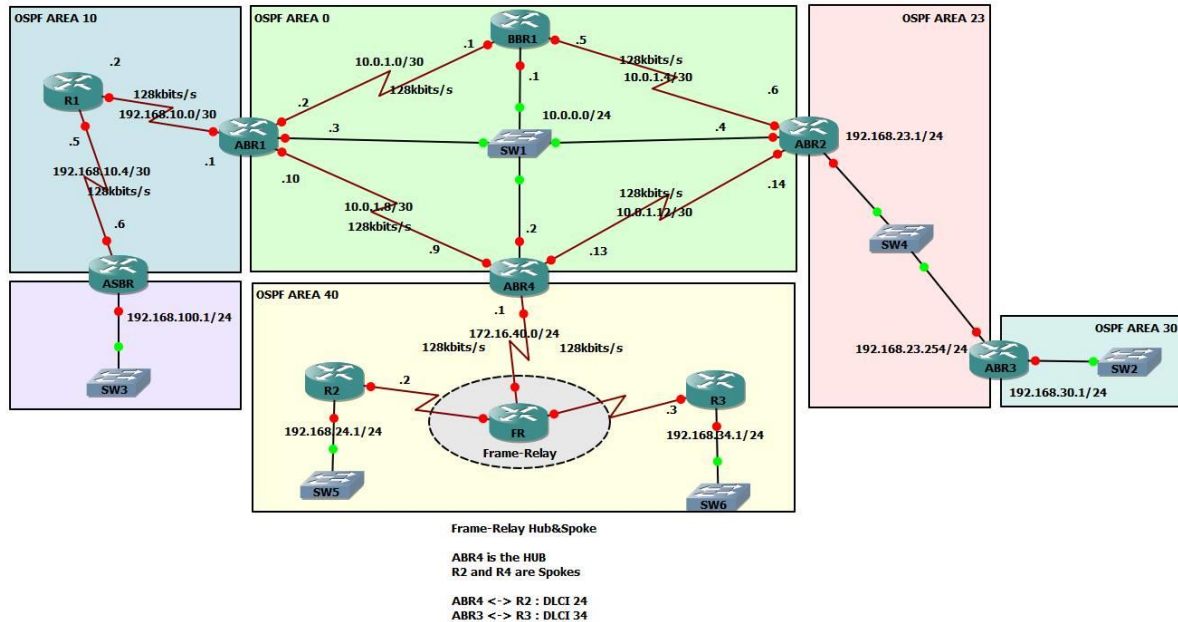 OSPF AREA 10
OSPF AREA 0
OSPF AREA 23
.2
R1
128kbits/s
192.168.10.0/30
.1
ABR1
.5
192.168.10.4/30
128kbits/s
.6
ASBR
192.168.100.1/24
SW3
.1
BBR1
.5
10.0.1.0/30
128kbits/s
.2
128kbits/s
10.0.1.4/30
.6
.1
10.0.0.0/24
.3
SW1
.4
ABR2
.10
10.0.1.8/30
128kbits/s
.9
.2
128kbits/s
10.0.1.12/30
.14
.13
ABR4
192.168.23.1/24
SW4
192.168.23.254/24
ABR3
OSPF AREA 30
SW2
192.168.30.1/24
OSPF AREA 40
.1
172.16.40.0/24
128kbits/s
128kbits/s
R2
.2
192.168.24.1/24
SW5
FR
Frame-Relay
.3
R3
192.168.34.1/24
SW6
Frame-Relay Hub&Spoke
ABR4 is the HUB
R2 and R4 are Spokes
ABR4 <-> R2 : DLCI 24
ABR3 <-> R3 : DLCI 34